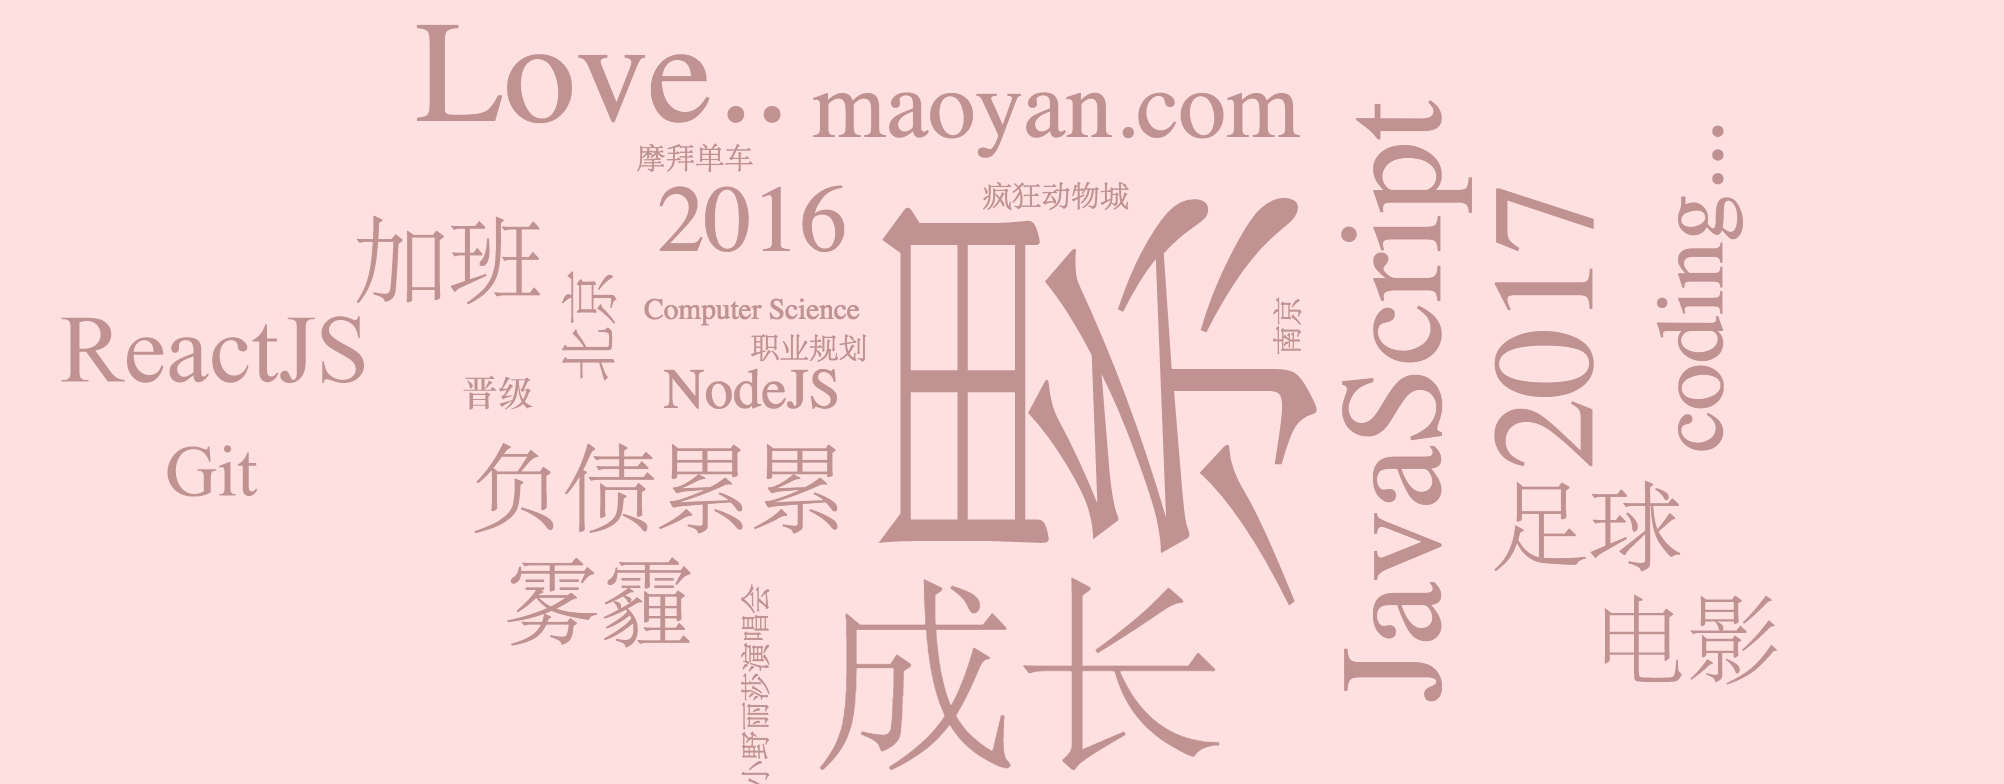 Love..
maoyan.com
摩拜单车
2016
疯狂动物城
加班
北京
Computer Science
职业规划
ReactJS
晋级
NodeJS
累
南京
JavaScript
2017
coding...
Git
负债累累
足球
雾霾
小野丽莎演唱会
成长
电影